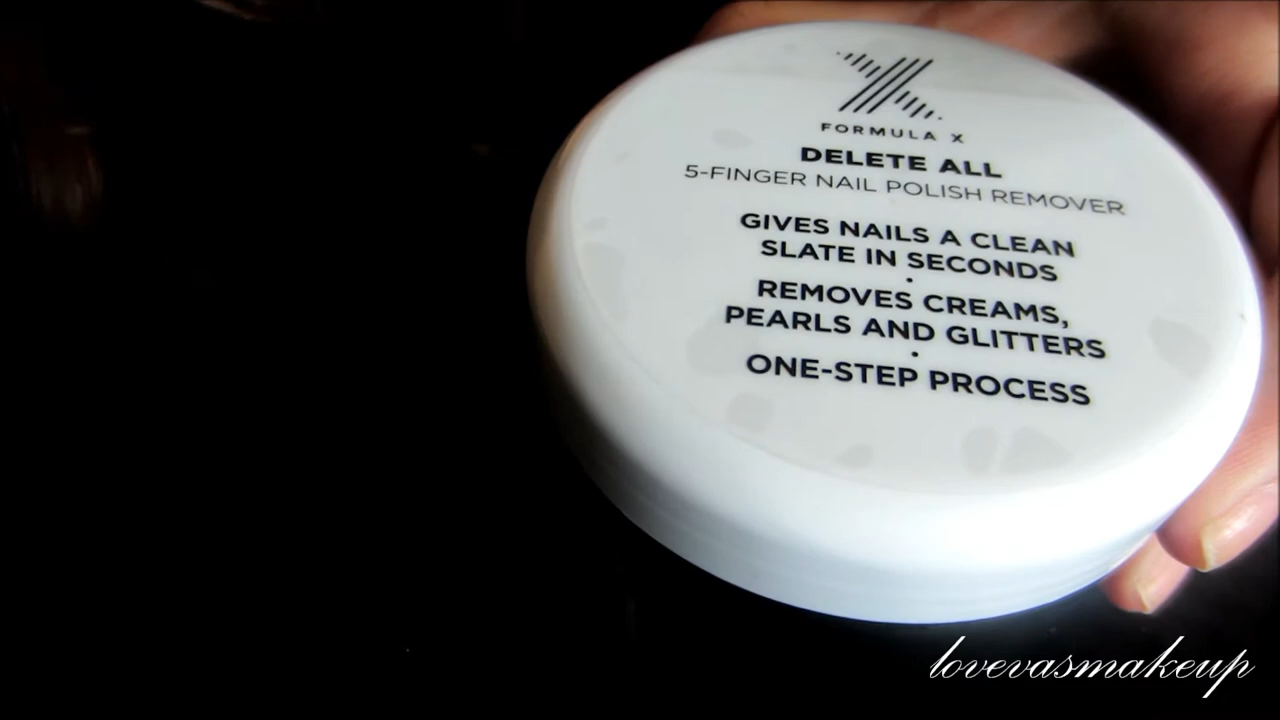 FORMULA X
DELETE ALL
5-FINGER NAIL POLISH REMOVER
GIVES NAILS A CLEAN
SLATE IN SECONDS
•
REMOVES CREAMS,
PEARLS AND GLITTERS
•
ONE-STEP PROCESS
lovevasmakeup